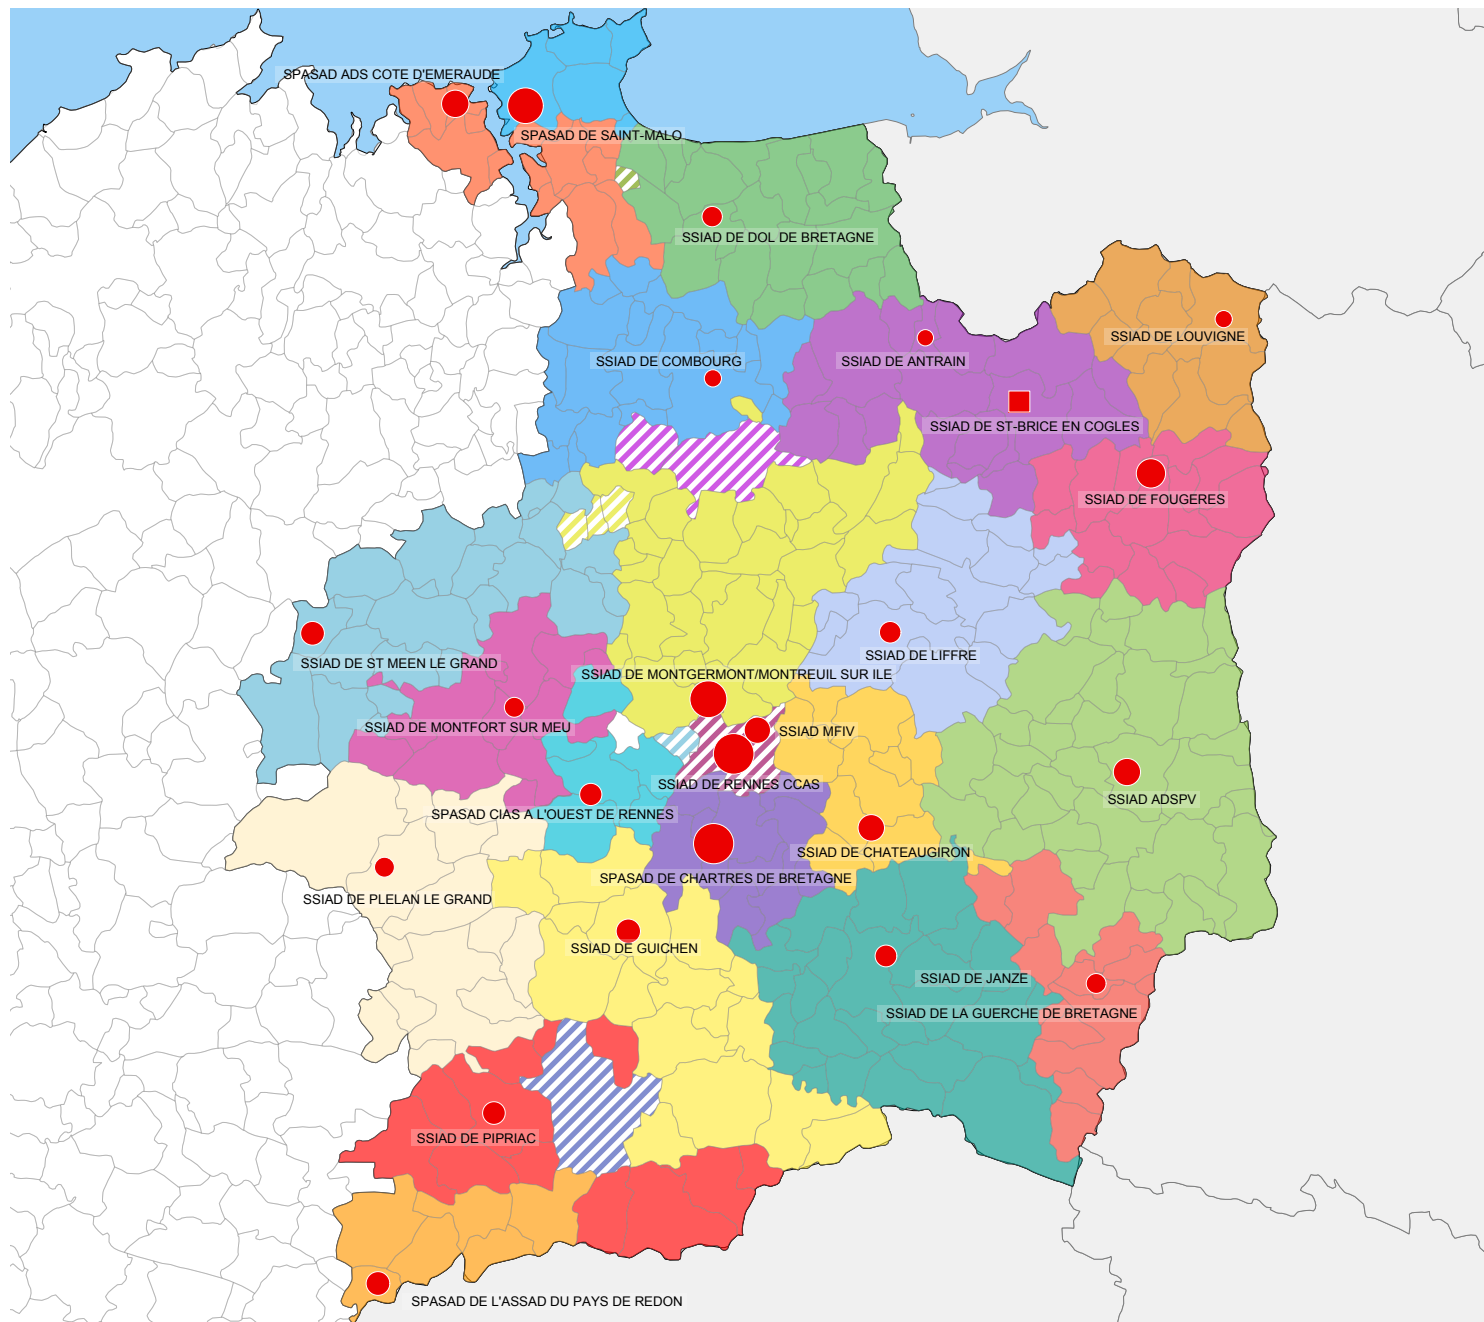 SPASAD ADS COTE D'EMERAUDE
SPASAD DE SAINT-MALO
SSIAD DE DOL DE BRETAGNE
SSIAD DE LOUVIGNE
SSIAD DE COMBOURG
SSIAD DE ANTRAIN
SSIAD DE ST-BRICE EN COGLES
SSIAD DE FOUGERES
SSIAD DE LIFFRE
SSIAD DE ST MEEN LE GRAND
SSIAD DE MONTGERMONT/MONTREUIL SUR ILE
SSIAD DE MONTFORT SUR MEU
SSIAD MFIV
SSIAD DE RENNES CCAS
SSIAD ADSPV
SPASAD CIAS A L'OUEST DE RENNES
SSIAD DE CHATEAUGIRON
SPASAD DE CHARTRES DE BRETAGNE
SSIAD DE PLELAN LE GRAND
SSIAD DE GUICHEN
SSIAD DE JANZE
SSIAD DE LA GUERCHE DE BRETAGNE
SSIAD DE PIPRIAC
SPASAD DE L'ASSAD DU PAYS DE REDON